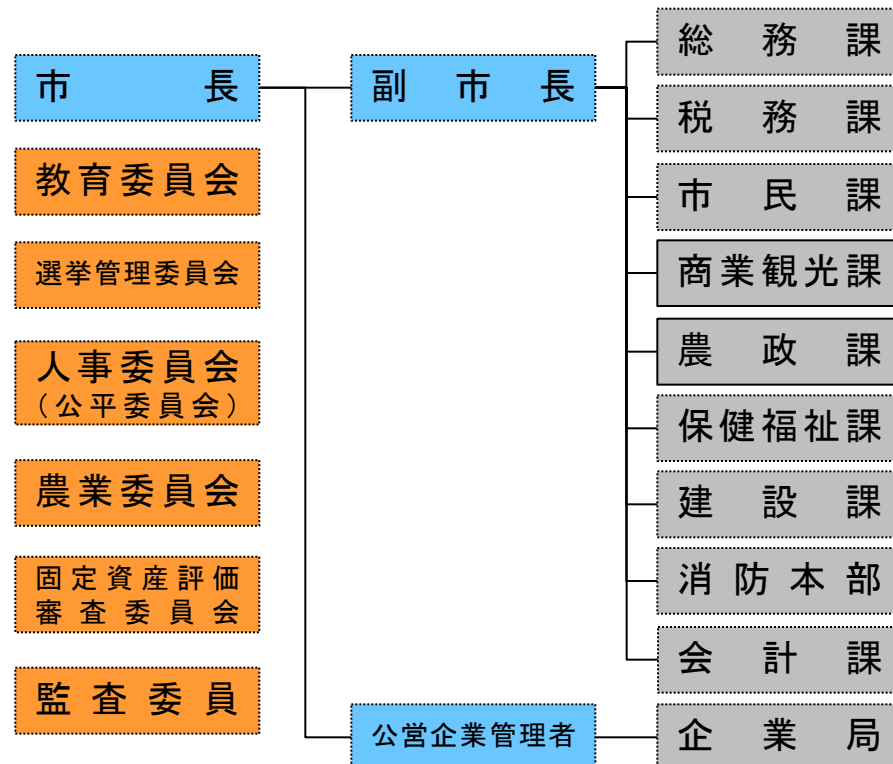 市長
教育委員会
選挙管理委員会
人事委員会
（公平委員会）
農業委員会
固定資産評価
審査委員会
監査委員
副市長
公営企業管理者
総務課
税務課
市民課
商業観光課
農政課
保健福祉課
建設課
消防本部
会計課
企業局